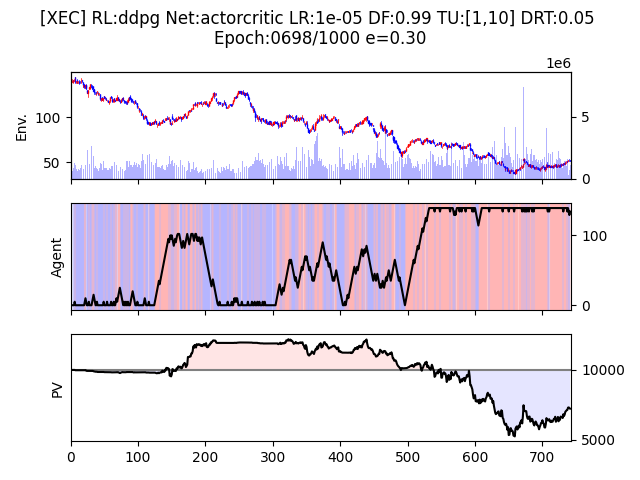 [XEC] RL:ddpg Net:actorcritic LR:1e-05 DF:0.99 TU:[1,10] DRT:0.05
Epoch:0698/1000 e=0.30
1e6
Env.
100
50
5
0
Agent
100
0
PV
10000
5000
0 100 200 300 400 500 600 700